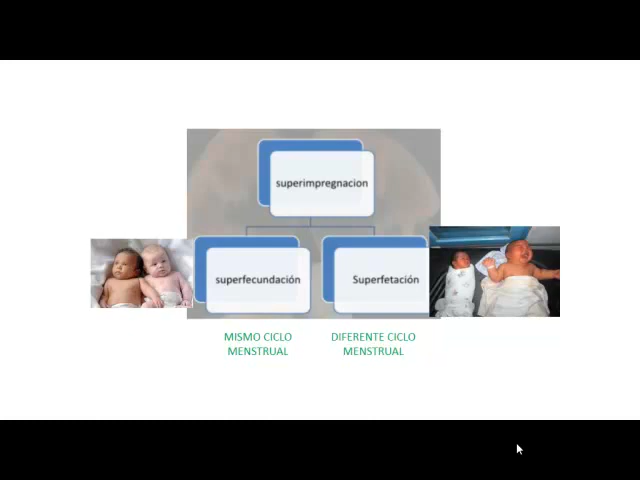 superimpregnacion
superfecundación
Superfetación
MISMO CICLO
MENSTRUAL
DIFERENTE CICLO
MENSTRUAL